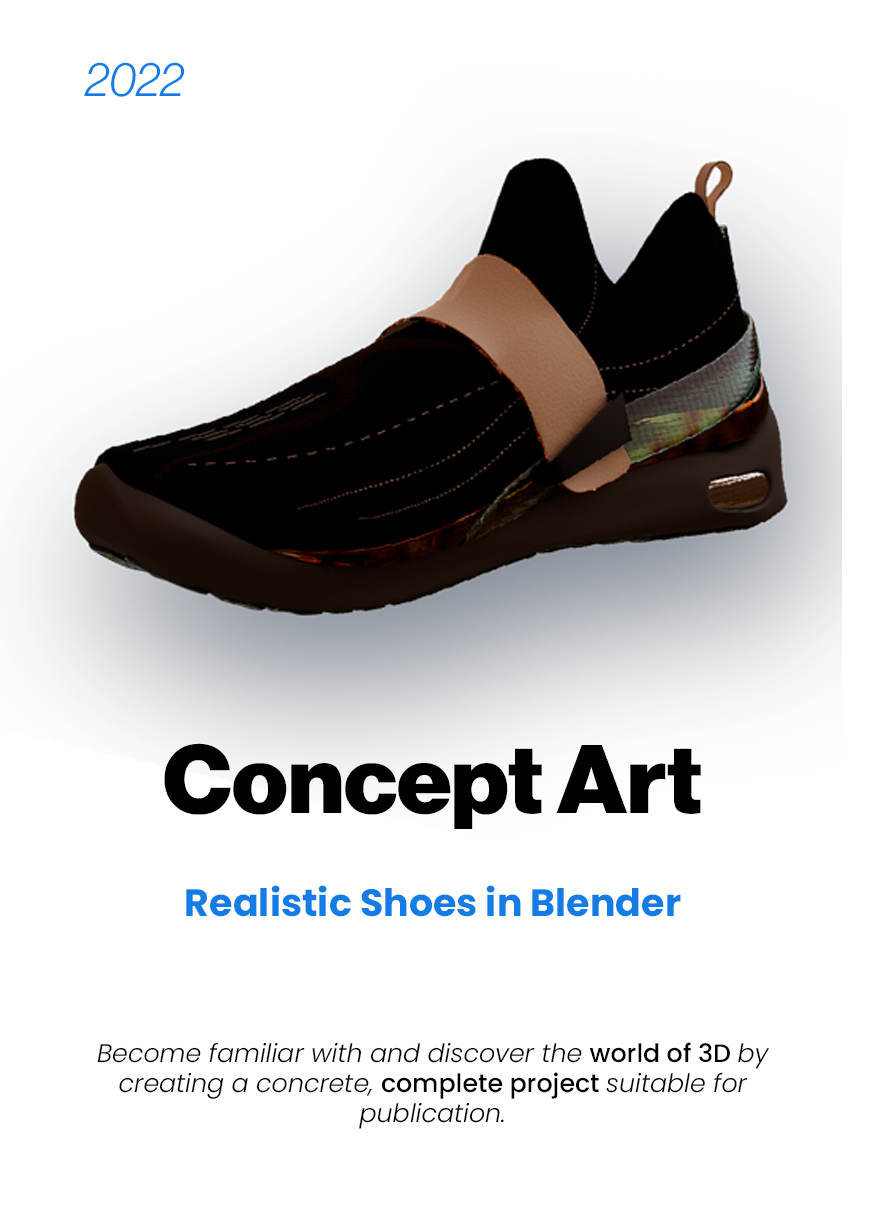 2022
Concept Art
Realistic Shoes in Blender
Become familiar with and discover the world of 3D by
creating a concrete, complete project suitable for
publication.